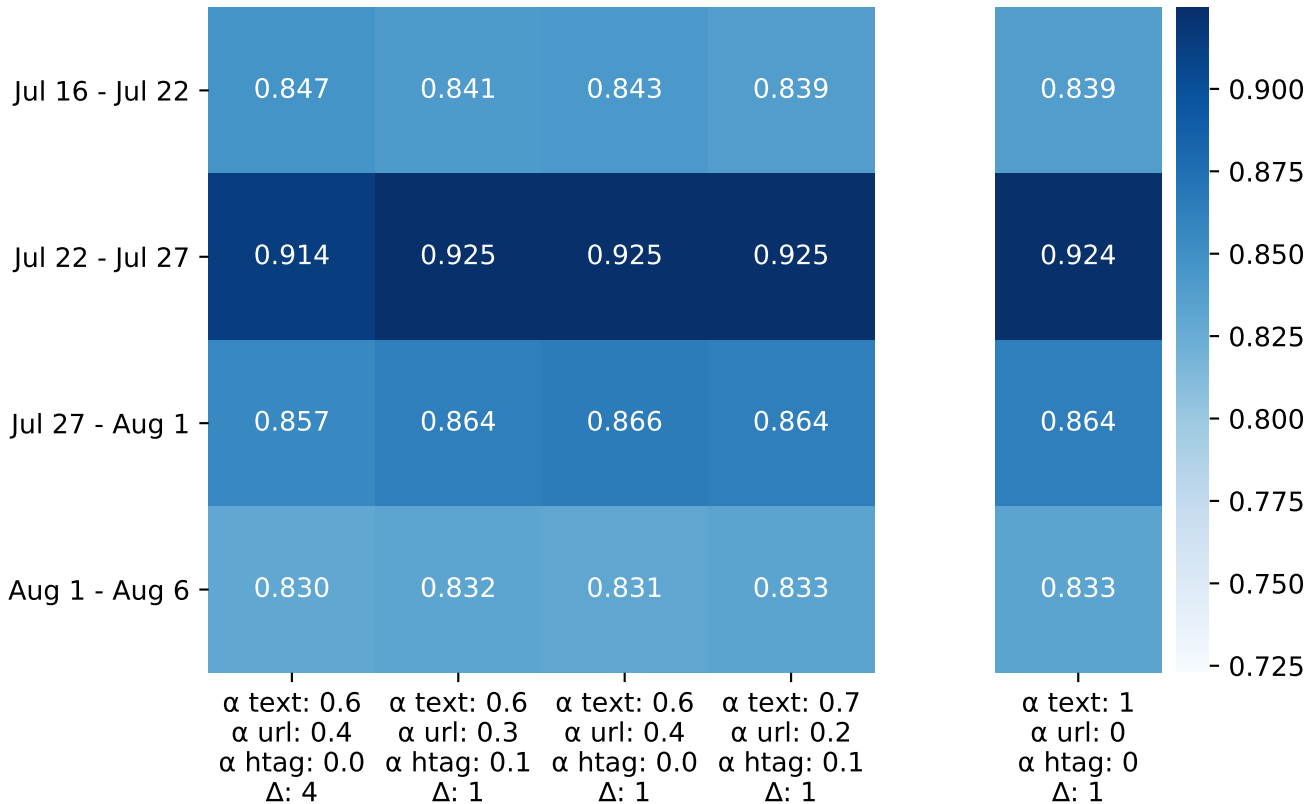 Jul 16 - Jul 22
0.847 0.841 0.843 0.839 0.839
Jul 22 - Jul 27
0.914 0.925 0.925 0.925 0.924
Jul 27 - Aug 1
0.857 0.864 0.866 0.864 0.864
Aug 1 - Aug 6
0.830 0.832 0.831 0.833 0.833
α text: 0.6
α url: 0.4
α htag: 0.0
Δ: 4
α text: 0.6
α url: 0.3
α htag: 0.1
Δ: 1
α text: 0.6
α url: 0.4
α htag: 0.0
Δ: 1
α text: 0.7
α url: 0.2
α htag: 0.1
Δ: 1
α text: 1
α url: 0
α htag: 0
Δ: 1
0.900
0.875
0.850
0.825
0.800
0.775
0.750
0.725